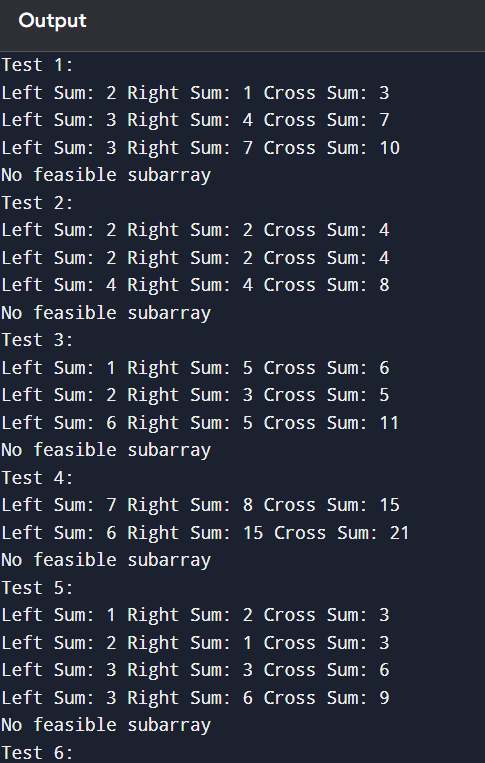 Output
Test 1:
Left Sum: 2 Right Sum: 1 Cross Sum: 3
Left Sum: 3 Right Sum: 4 Cross Sum: 7
Left Sum: 3 Right Sum: 7 Cross Sum: 10
No feasible subarray
Test 2:
Left Sum: 2 Right Sum: 2 Cross Sum: 4
Left Sum: 2 Right Sum: 2 Cross Sum: 4
Left Sum: 4 Right Sum: 4 Cross Sum: 8
No feasible subarray
Test 3:
Left Sum: 1 Right Sum: 5 Cross Sum: 6
Left Sum: 2 Right Sum: 3 Cross Sum: 5
Left Sum: 6 Right Sum: 5 Cross Sum: 11
No feasible subarray
Test 4:
Left Sum: 7 Right Sum: 8 Cross Sum: 15
Left Sum: 6 Right Sum: 15 Cross Sum: 21
No feasible subarray
Test 5:
Left Sum: 1 Right Sum: 2 Cross Sum: 3
Left Sum: 2 Right Sum: 1 Cross Sum: 3
Left Sum: 3 Right Sum: 3 Cross Sum: 6
Left Sum: 3 Right Sum: 6 Cross Sum: 9
No feasible subarray
Test 6: